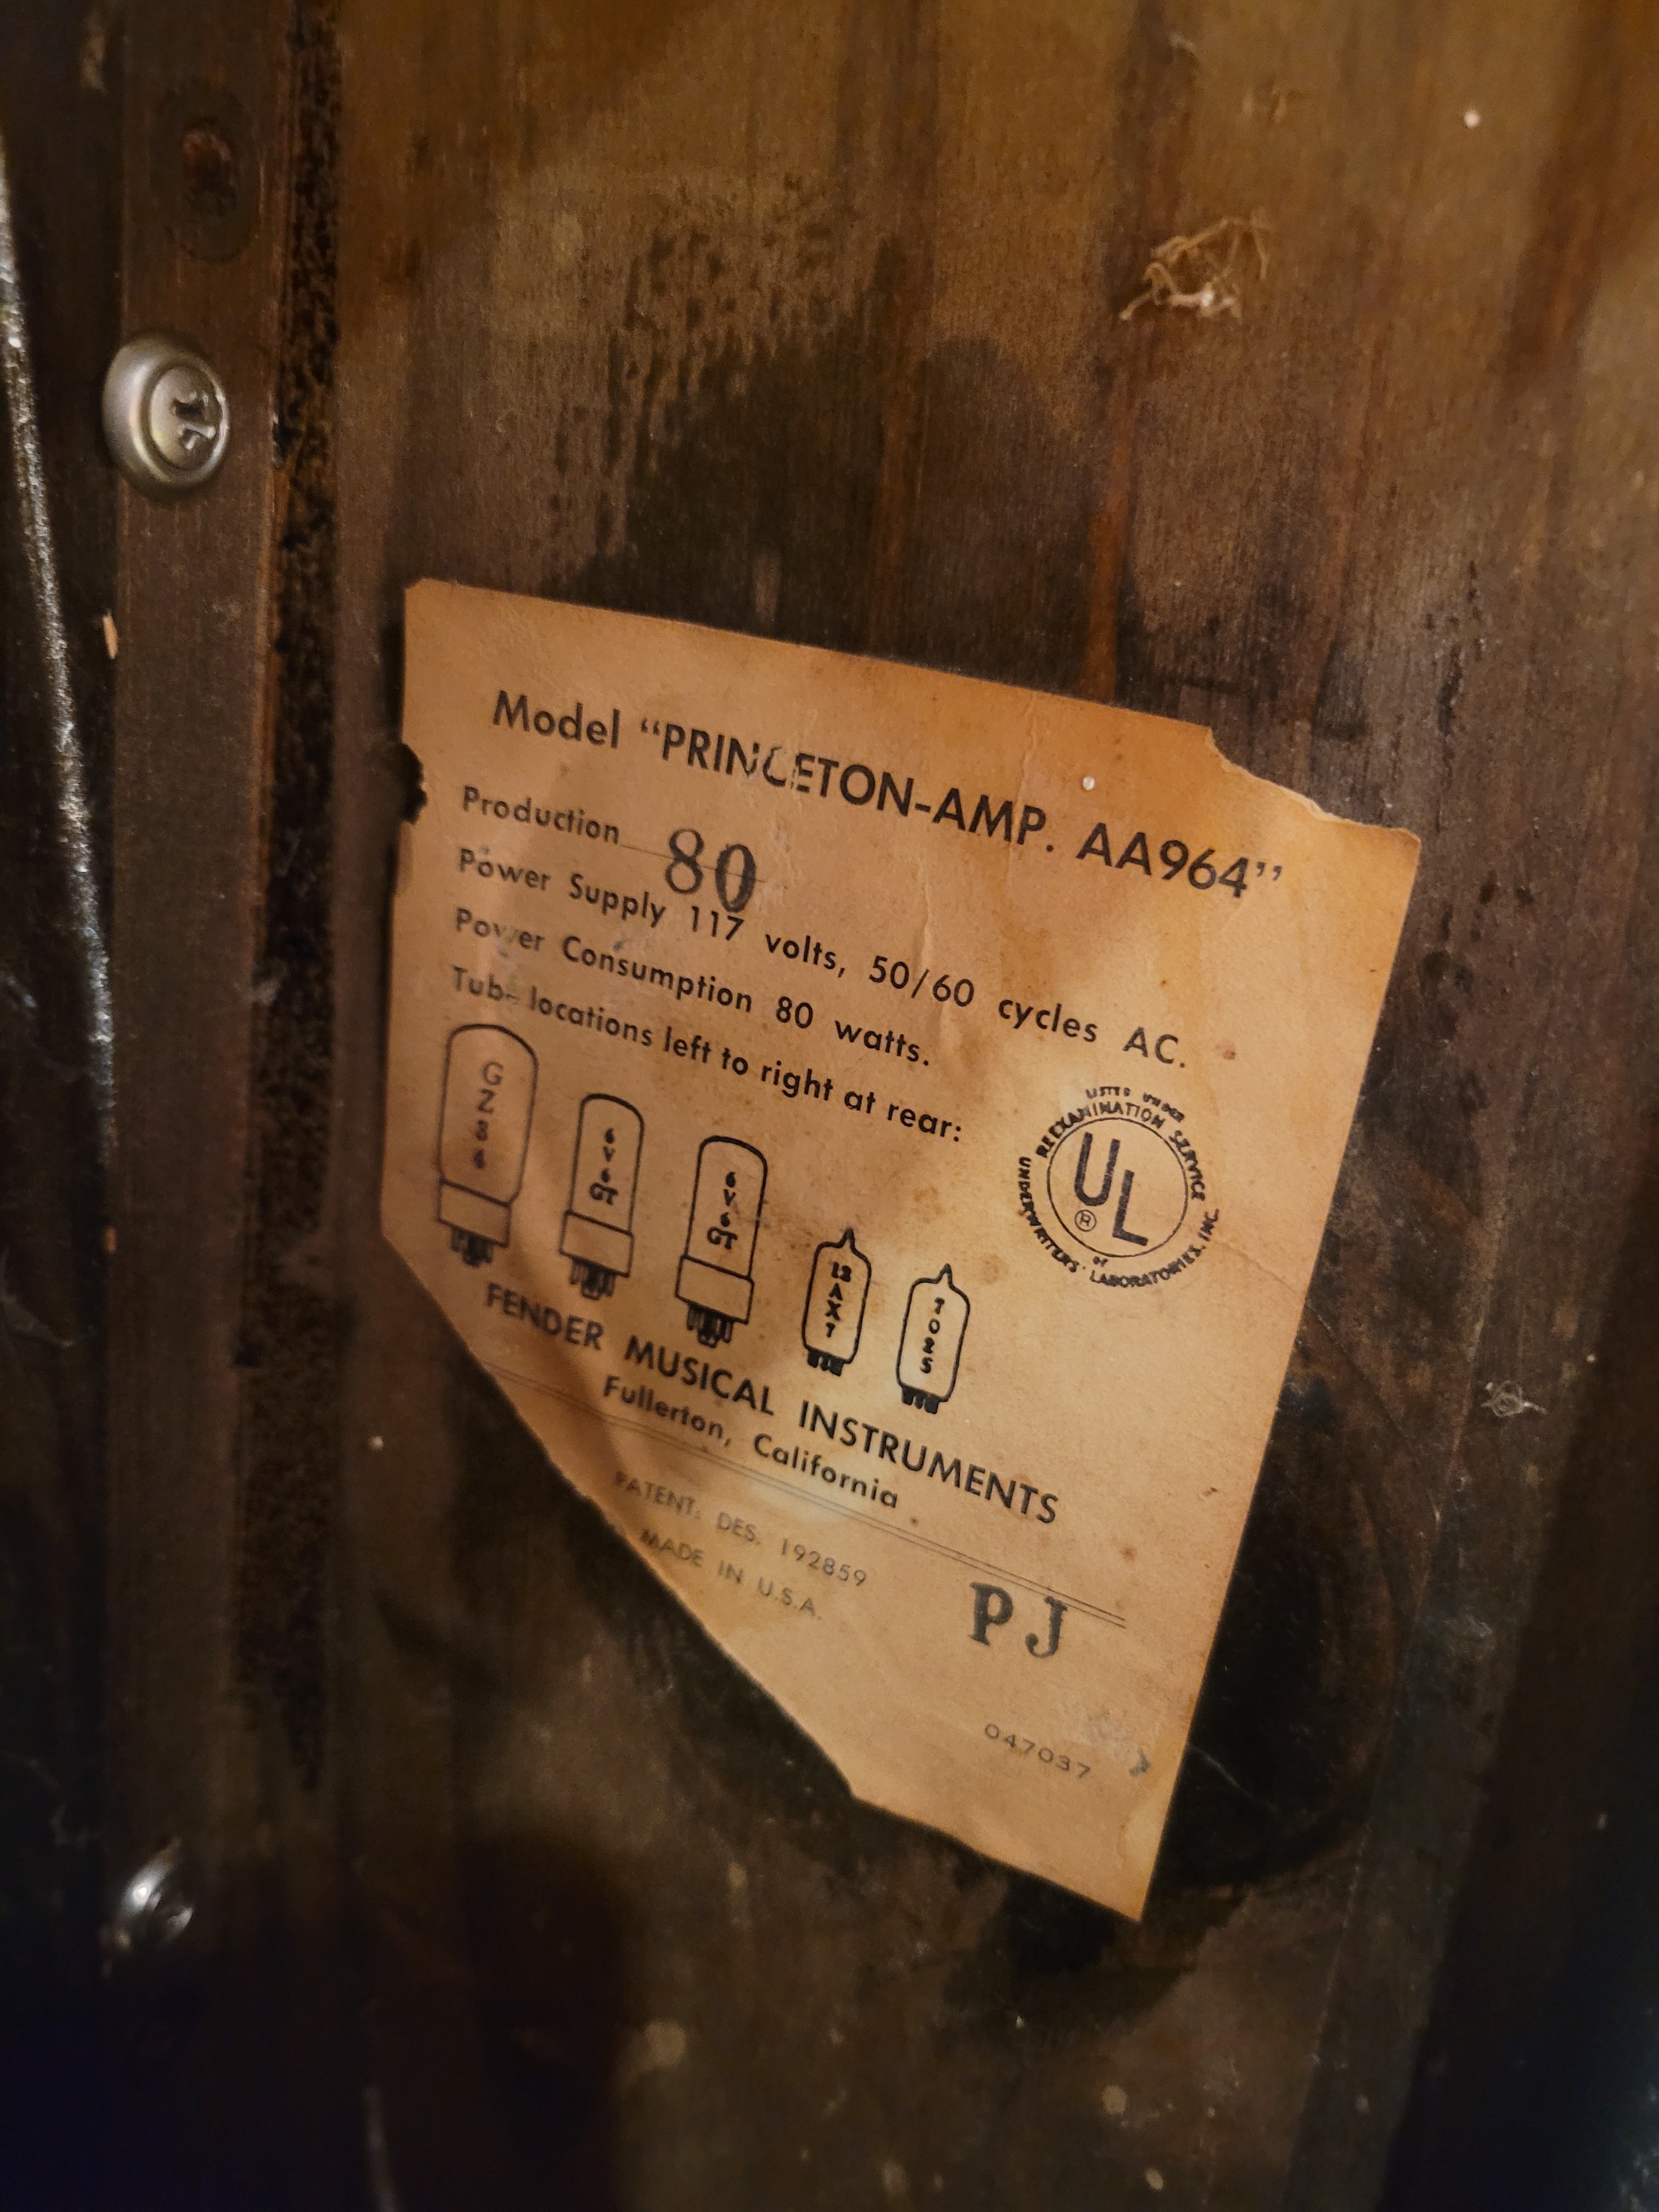 Model “PRINCETON-AMP. AA964”
Production 80
Power Supply 117 volts, 50/60 cycles AC.
Power Consumption 80 watts.
Tube locations left to right at rear:
GZ34
6V6GT
6V6GT
12AX7
7025
LISTED UNDER
REEXAMINATION SERVICE
UL
®
of
UNDERWRITERS' LABORATORIES, INC.
FENDER MUSICAL INSTRUMENTS
Fullerton, California
PATENT: DES. 192859
MADE IN U.S.A.
PJ
047037